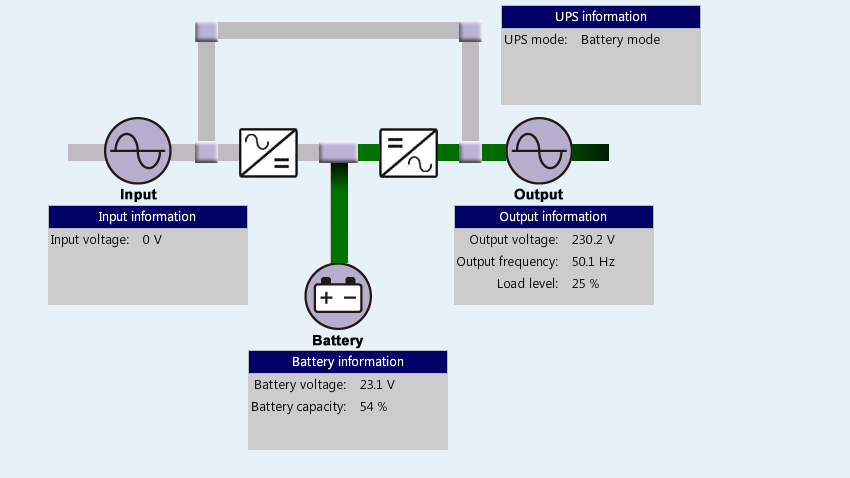 UPS information
UPS mode: Battery mode
Input
Output
Input information
Input voltage: 0 V
Output information
Output voltage: 230.2 V
Output frequency: 50.1 Hz
Load level: 25 %
Battery
Battery information
Battery voltage: 23.1 V
Battery capacity: 54 %